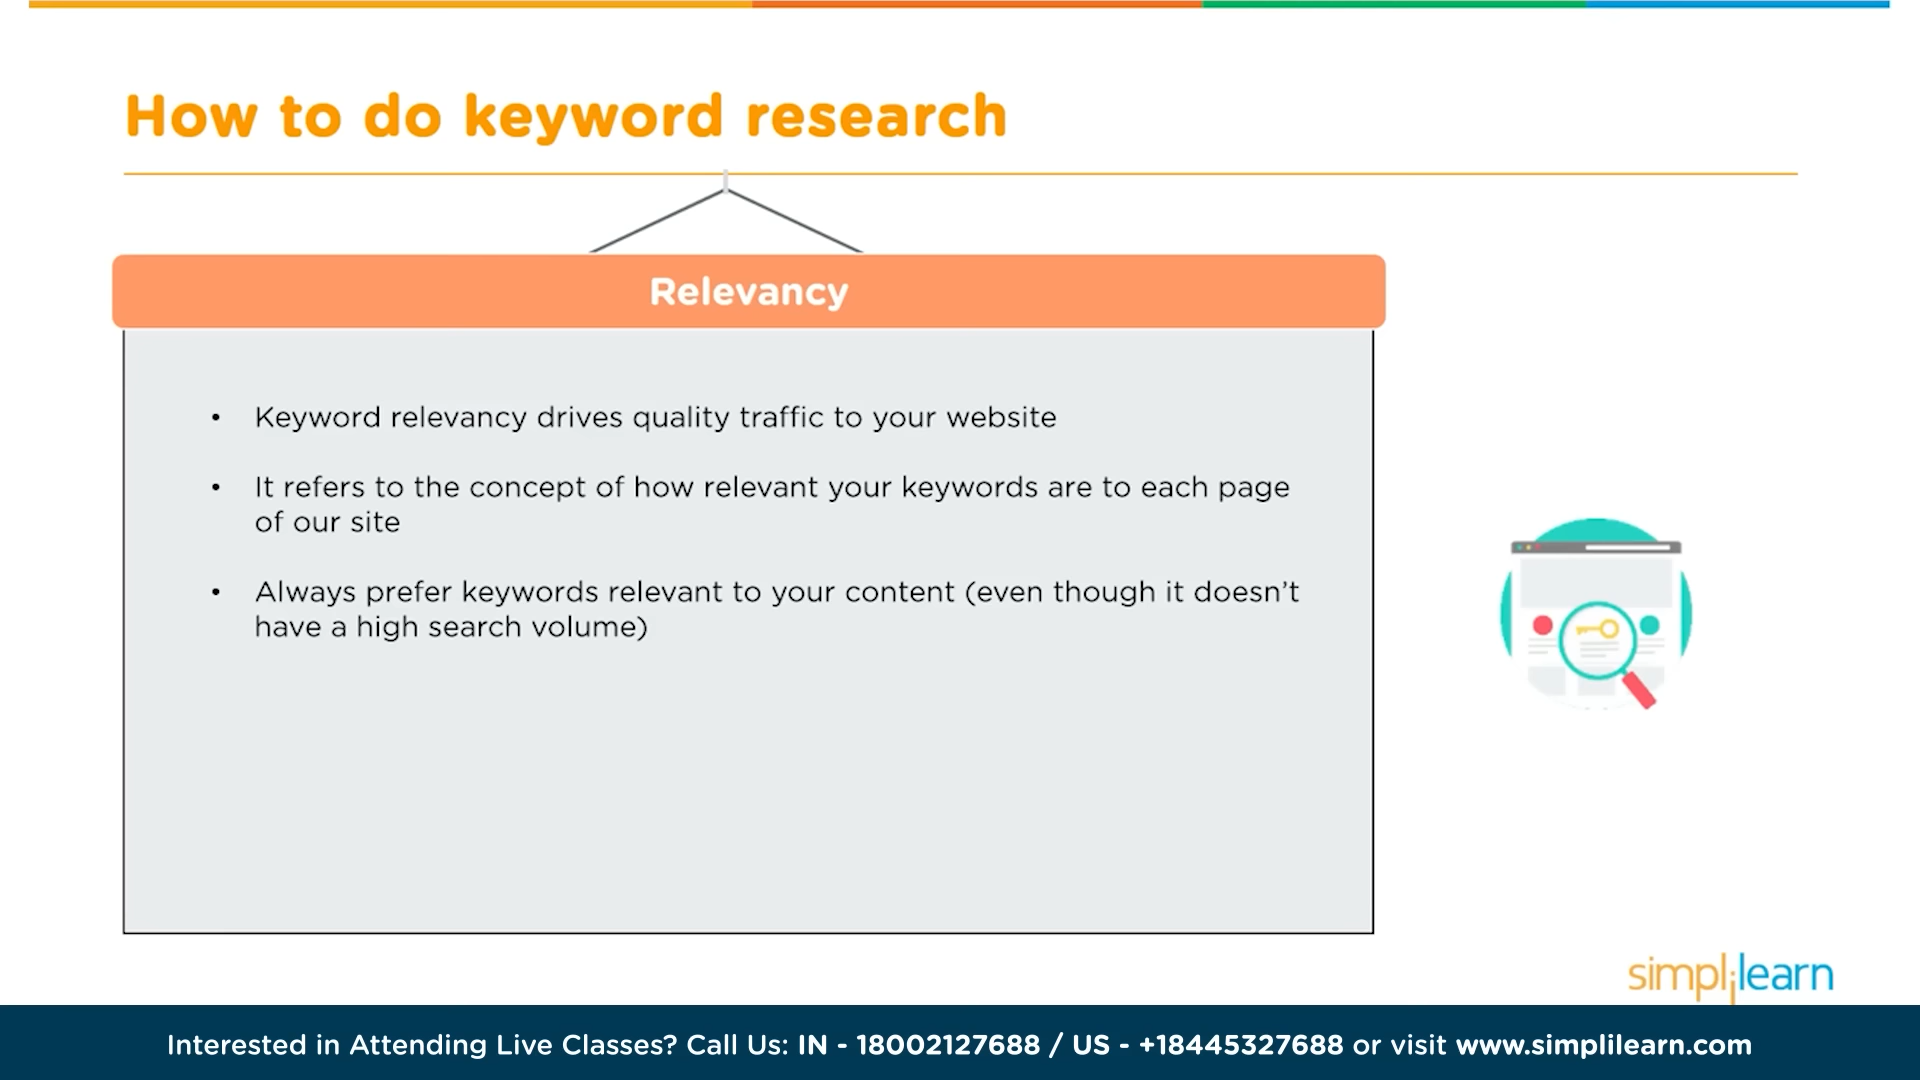 How to do keyword research
Relevancy
• Keyword relevancy drives quality traffic to your website
• It refers to the concept of how relevant your keywords are to each page
of our site
• Always prefer keywords relevant to your content (even though it doesn’t
have a high search volume)
simplilearn
Interested in Attending Live Classes? Call Us: IN - 18002127688 / US - +18445327688 or visit www.simplilearn.com